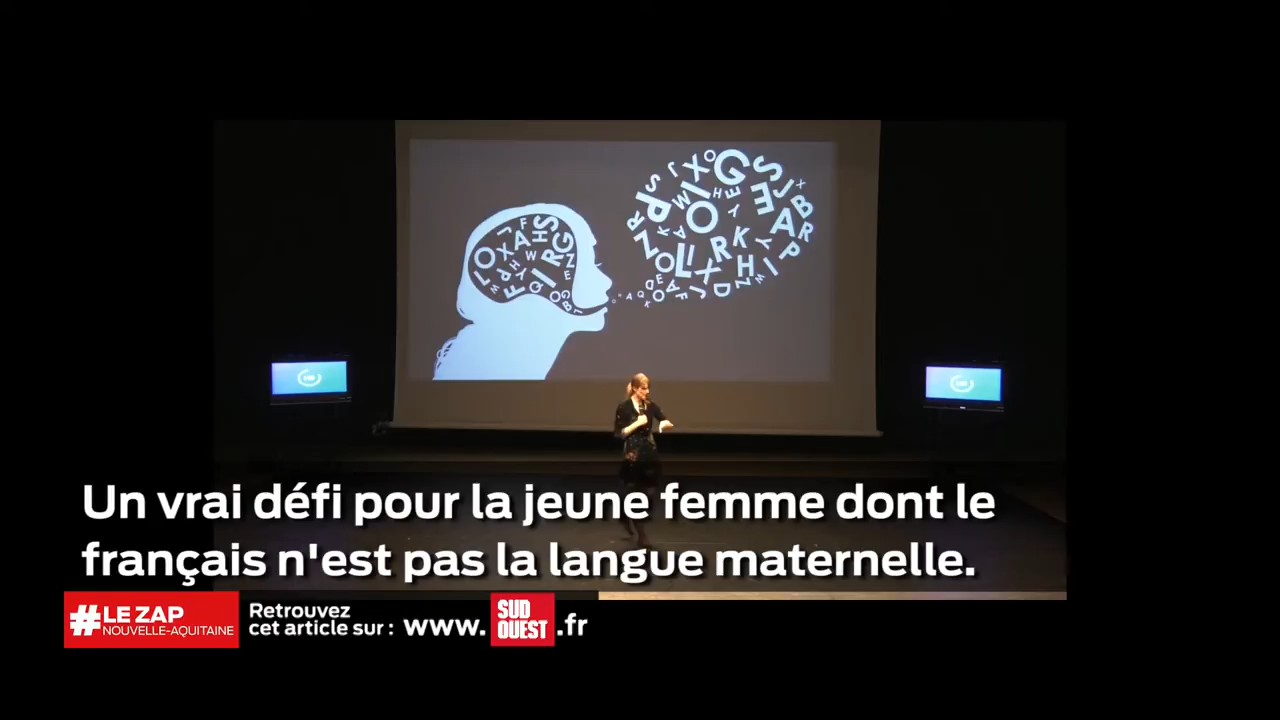 Un vrai défi pour la jeune femme dont le
français n'est pas la langue maternelle.
#LE ZAP
NOUVELLE-AQUITAINE
Retrouvez
cet article sur : www.SUD OUEST.fr